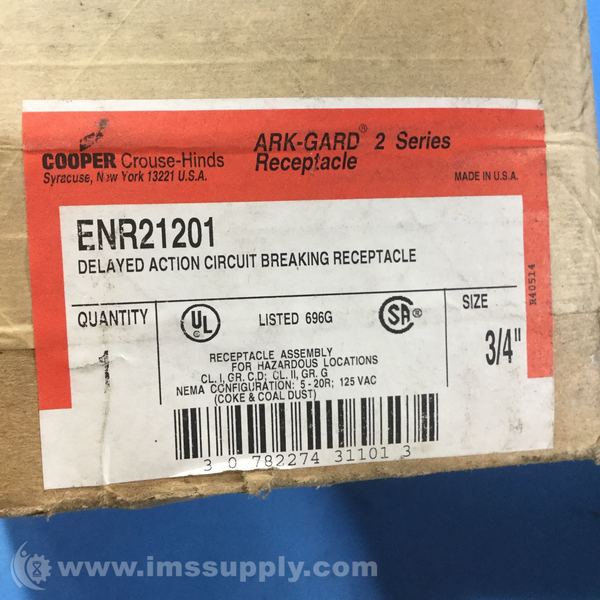 COOPER Crouse-Hinds
Syracuse, New York 13221 U.S.A.
ARK-GARD® 2 Series
Receptacle
MADE IN U.S.A.
ENR21201
DELAYED ACTION CIRCUIT BREAKING RECEPTACLE
R40514
QUANTITY
1
UL
LISTED 696G
SA®
SIZE
3/4"
RECEPTACLE ASSEMBLY
FOR HAZARDOUS LOCATIONS
CL. I, GR. C,D; CL. II, GR. G
NEMA CONFIGURATION: 5-20R; 125 VAC
(COKE & COAL DUST)
3 0 782274 31101 3
www.imssupply.com